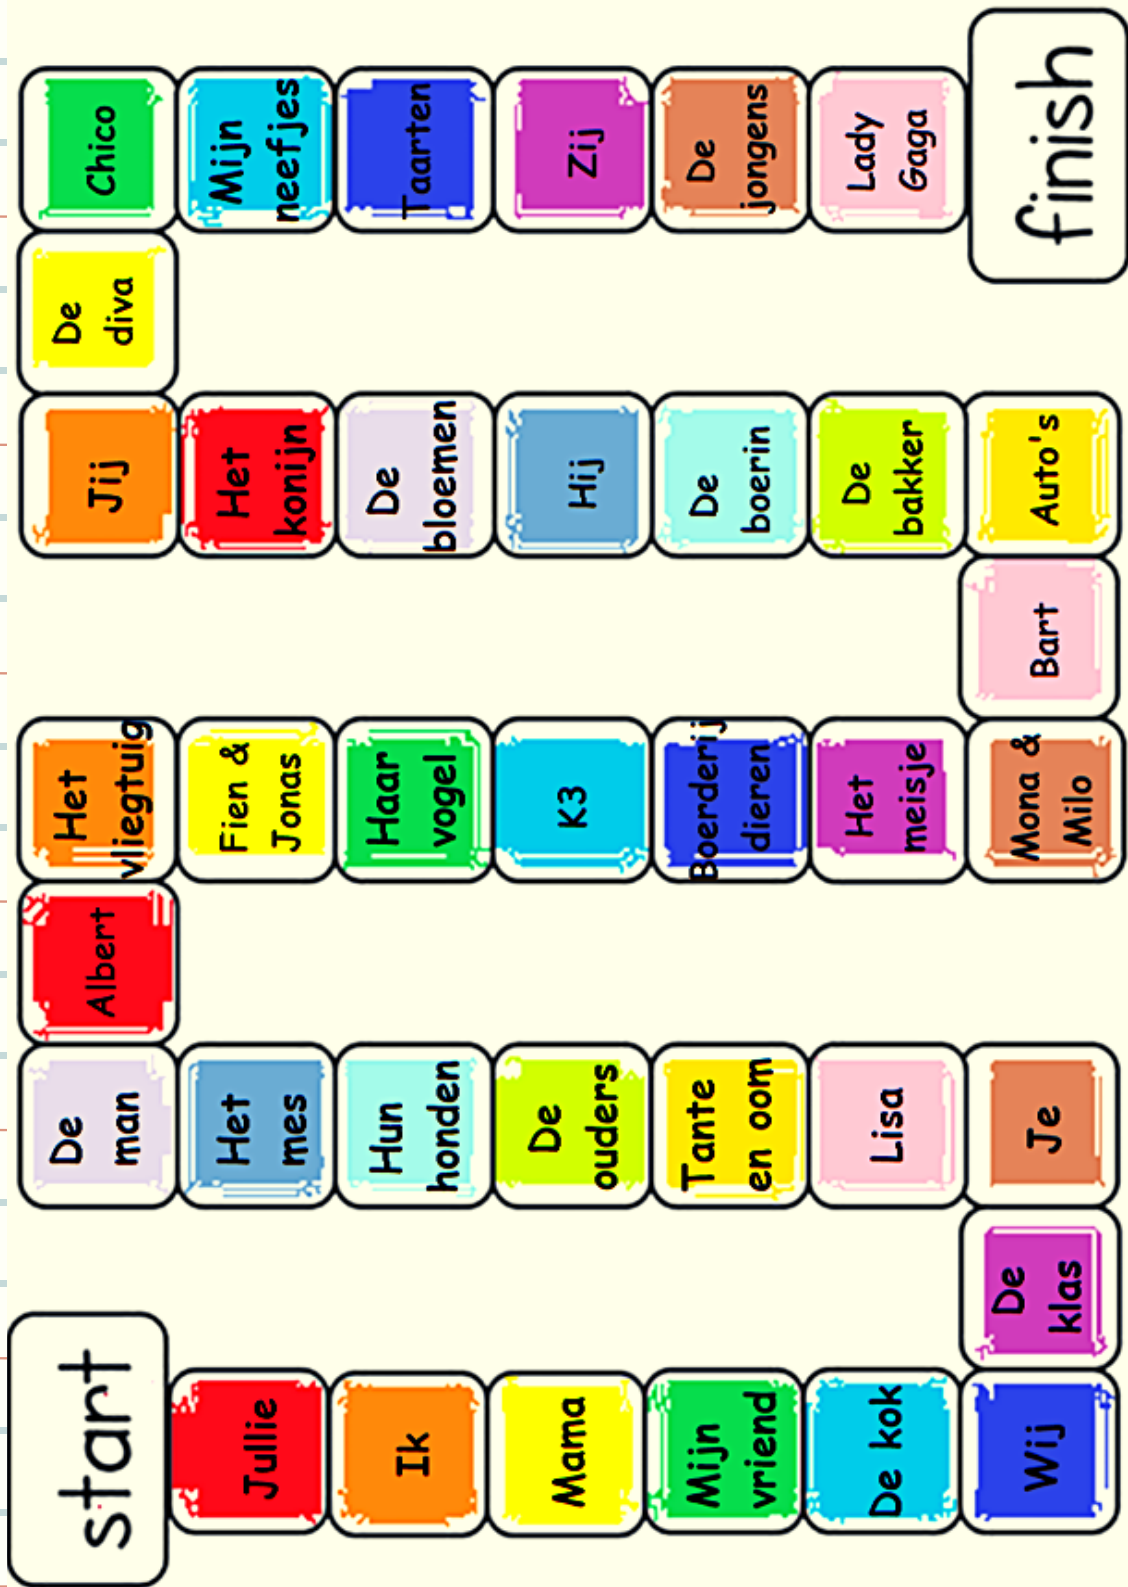 start
Jullie
Ik
Mama
Mijn
vriend
De kok
Wij
De
klas
Je
Lisa
Tante
en oom
De
ouders
Hun
honden
Het
mes
De
man
Albert
Het
vliegtuig
Fien &
Jonas
Haar
vogel
K3
Boerderij
dieren
Het
meisje
Mona &
Milo
Bart
Auto's
De
bakker
De
boerin
Hij
De
bloemen
Het
konijn
Jij
De
diva
Chico
Mijn
neefjes
Taarten
Zij
De
jongens
Lady
Gaga
finish